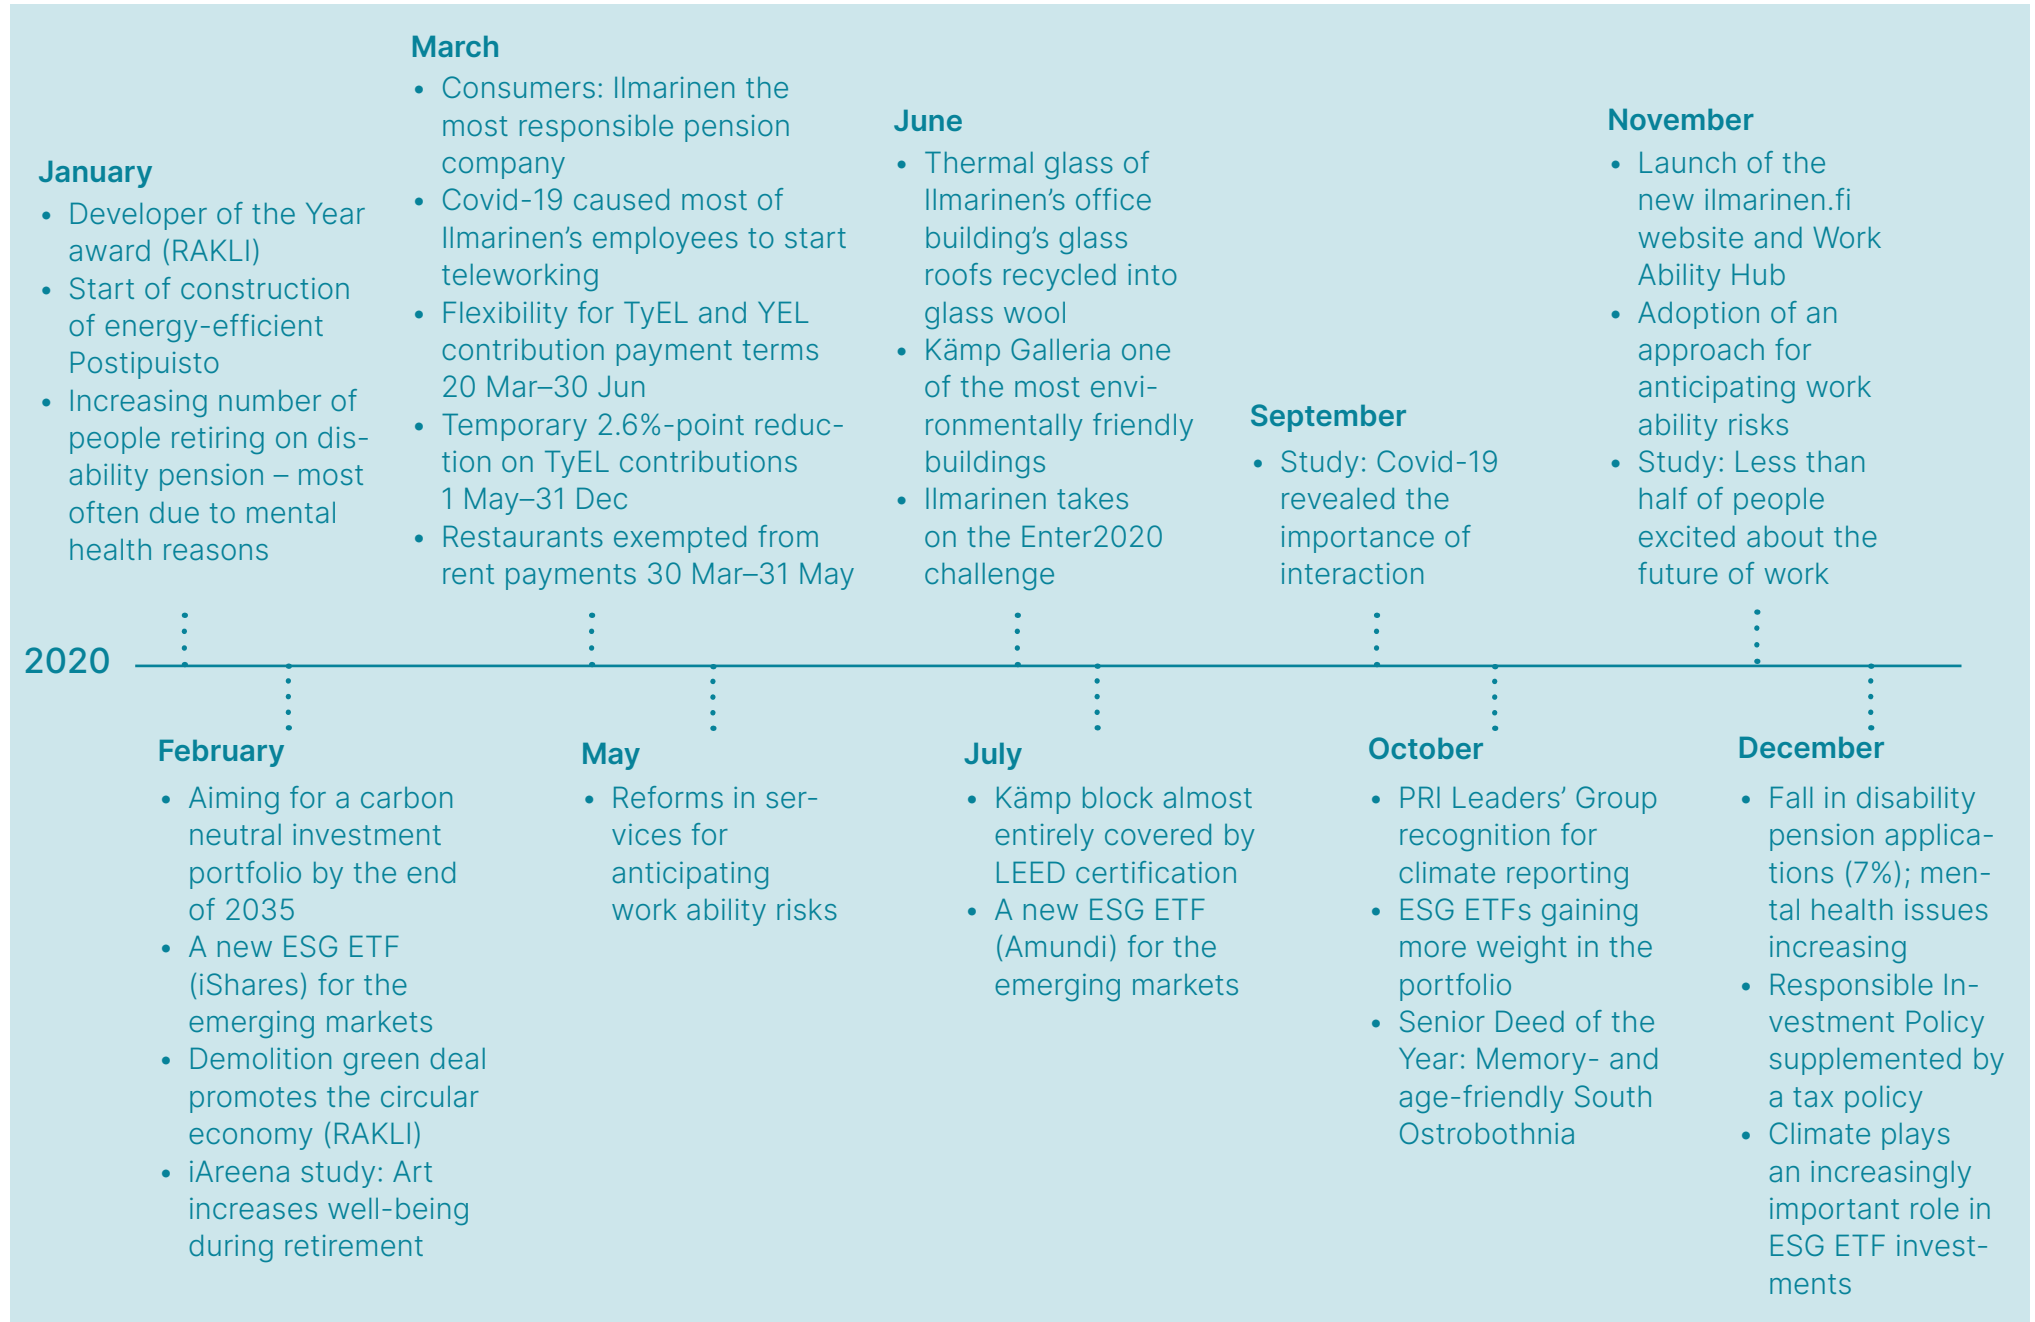 March
• Consumers: Ilmarinen the
most responsible pension
company
• Covid-19 caused most of
Ilmarinen's employees to start
teleworking
• Flexibility for TyEL and YEL
contribution payment terms
20 Mar–30 Jun
• Temporary 2.6%-point reduc-
tion on TyEL contributions
1 May–31 Dec
• Restaurants exempted from
rent payments 30 Mar–31 May
January
• Developer of the Year
award (RAKLI)
• Start of construction
of energy-efficient
Postipuisto
• Increasing number of
people retiring on dis-
ability pension – most
often due to mental
health reasons
June
• Thermal glass of
Ilmarinen's office
building's glass
roofs recycled into
glass wool
• Kämp Galleria one
of the most envi-
ronmentally friendly
buildings
• Ilmarinen takes
on the Enter2020
challenge
September
• Study: Covid-19
revealed the
importance of
interaction
November
• Launch of the
new ilmarinen.fi
website and Work
Ability Hub
• Adoption of an
approach for
anticipating work
ability risks
• Study: Less than
half of people
excited about the
future of work
2020
February
• Aiming for a carbon
neutral investment
portfolio by the end
of 2035
• A new ESG ETF
(iShares) for the
emerging markets
• Demolition green deal
promotes the circular
economy (RAKLI)
• iAreena study: Art
increases well-being
during retirement
May
• Reforms in ser-
vices for
anticipating
work ability risks
July
• Kämp block almost
entirely covered by
LEED certification
• A new ESG ETF
(Amundi) for the
emerging markets
October
• PRI Leaders' Group
recognition for
climate reporting
• ESG ETFs gaining
more weight in the
portfolio
• Senior Deed of the
Year: Memory- and
age-friendly South
Ostrobothnia
December
• Fall in disability
pension applica-
tions (7%); men-
tal health issues
increasing
• Responsible In-
vestment Policy
supplemented by
a tax policy
• Climate plays
an increasingly
important role in
ESG ETF invest-
ments